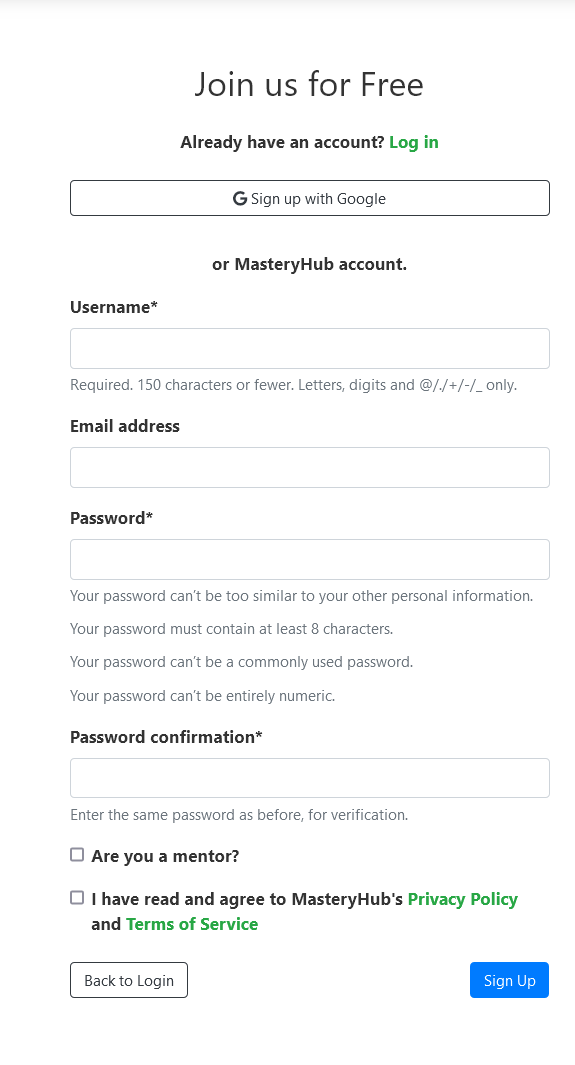 Join us for Free
Already have an account? Log in
Sign up with Google
or MasteryHub account.
Username*
Required. 150 characters or fewer. Letters, digits and @/./+/-/_ only.
Email address
Password*
Your password can't be too similar to your other personal information.
Your password must contain at least 8 characters.
Your password can't be a commonly used password.
Your password can't be entirely numeric.
Password confirmation*
Enter the same password as before, for verification.
Are you a mentor?
I have read and agree to MasteryHub's Privacy Policy
and Terms of Service
Back to Login
Sign Up